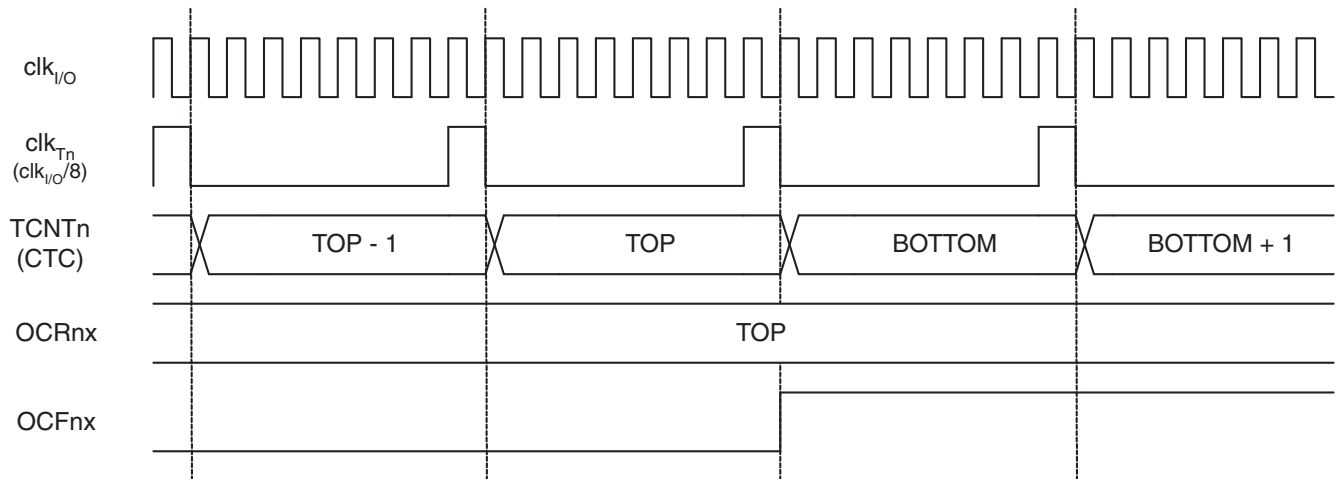 clkI/O
clkTn
(clkI/O/8)
TCNTn
(CTC)
TOP - 1
TOP
BOTTOM
BOTTOM + 1
OCRnx
TOP
OCFnx